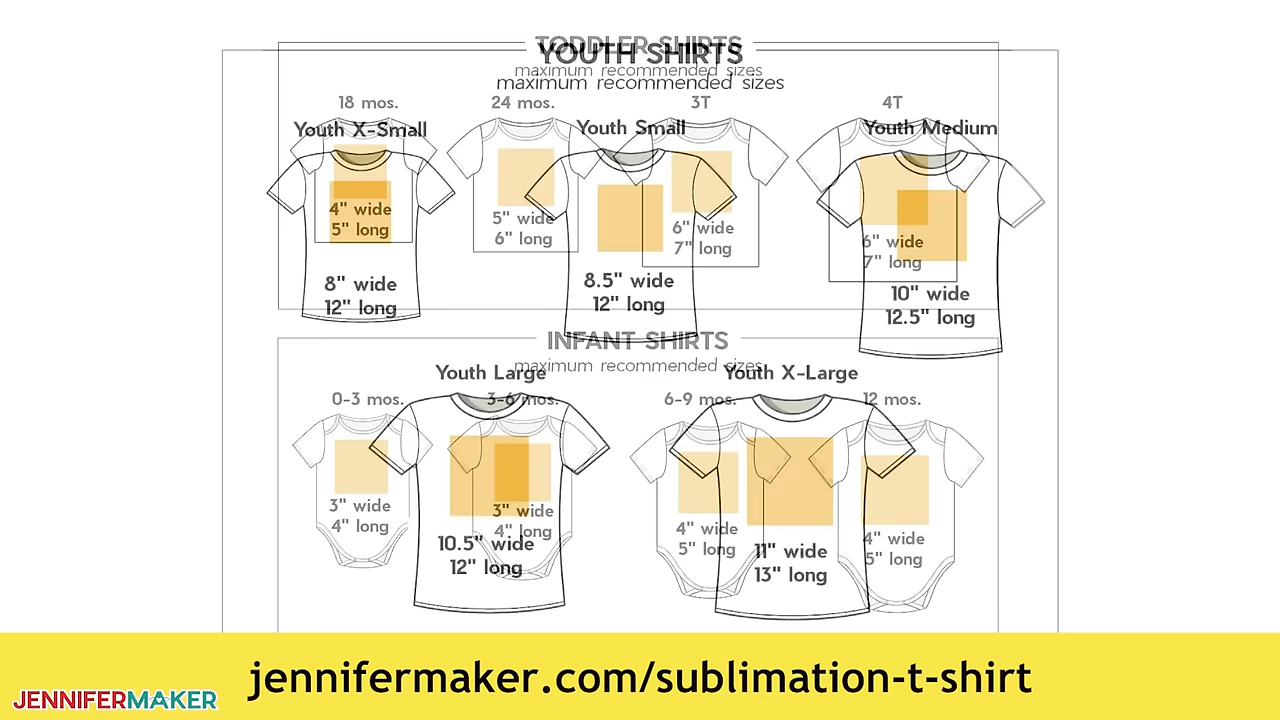 TODDLER SHIRTS
YOUTH SHIRTS
maximum recommended sizes
maximum recommended sizes
18 mos.
24 mos.
3T
4T
Youth X-Small
Youth Small
Youth Medium
4" wide
5" long
5" wide
6" long
6" wide
7" long
6" wide
7" long
8" wide
12" long
8.5" wide
12" long
10" wide
12.5" long
INFANT SHIRTS
maximum recommended sizes
Youth Large
Youth X-Large
0-3 mos.
3-6 mos.
6-9 mos.
12 mos.
3" wide
4" long
3" wide
4" long
4" wide
5" long
4" wide
5" long
10.5" wide
12" long
11" wide
13" long
jennifermaker.com/sublimation-t-shirt
JENNIFERMAKER